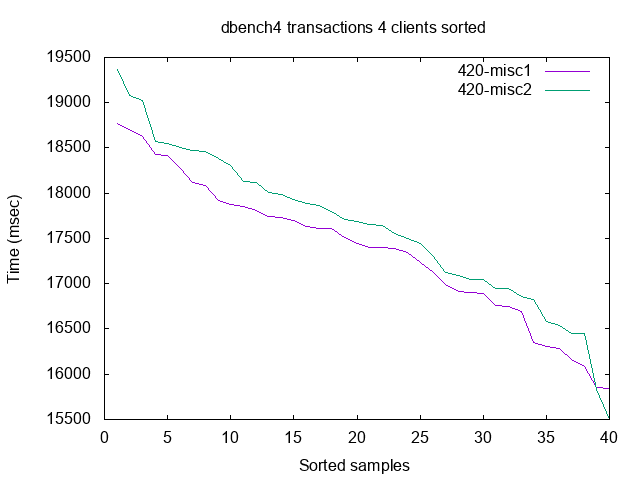 dbench4 transactions 4 clients sorted
19500
19000
18500
18000
17500
17000
16500
16000
15500
0 5 10 15 20 25 30 35 40
Time (msec)
Sorted samples
420-misc1
420-misc2